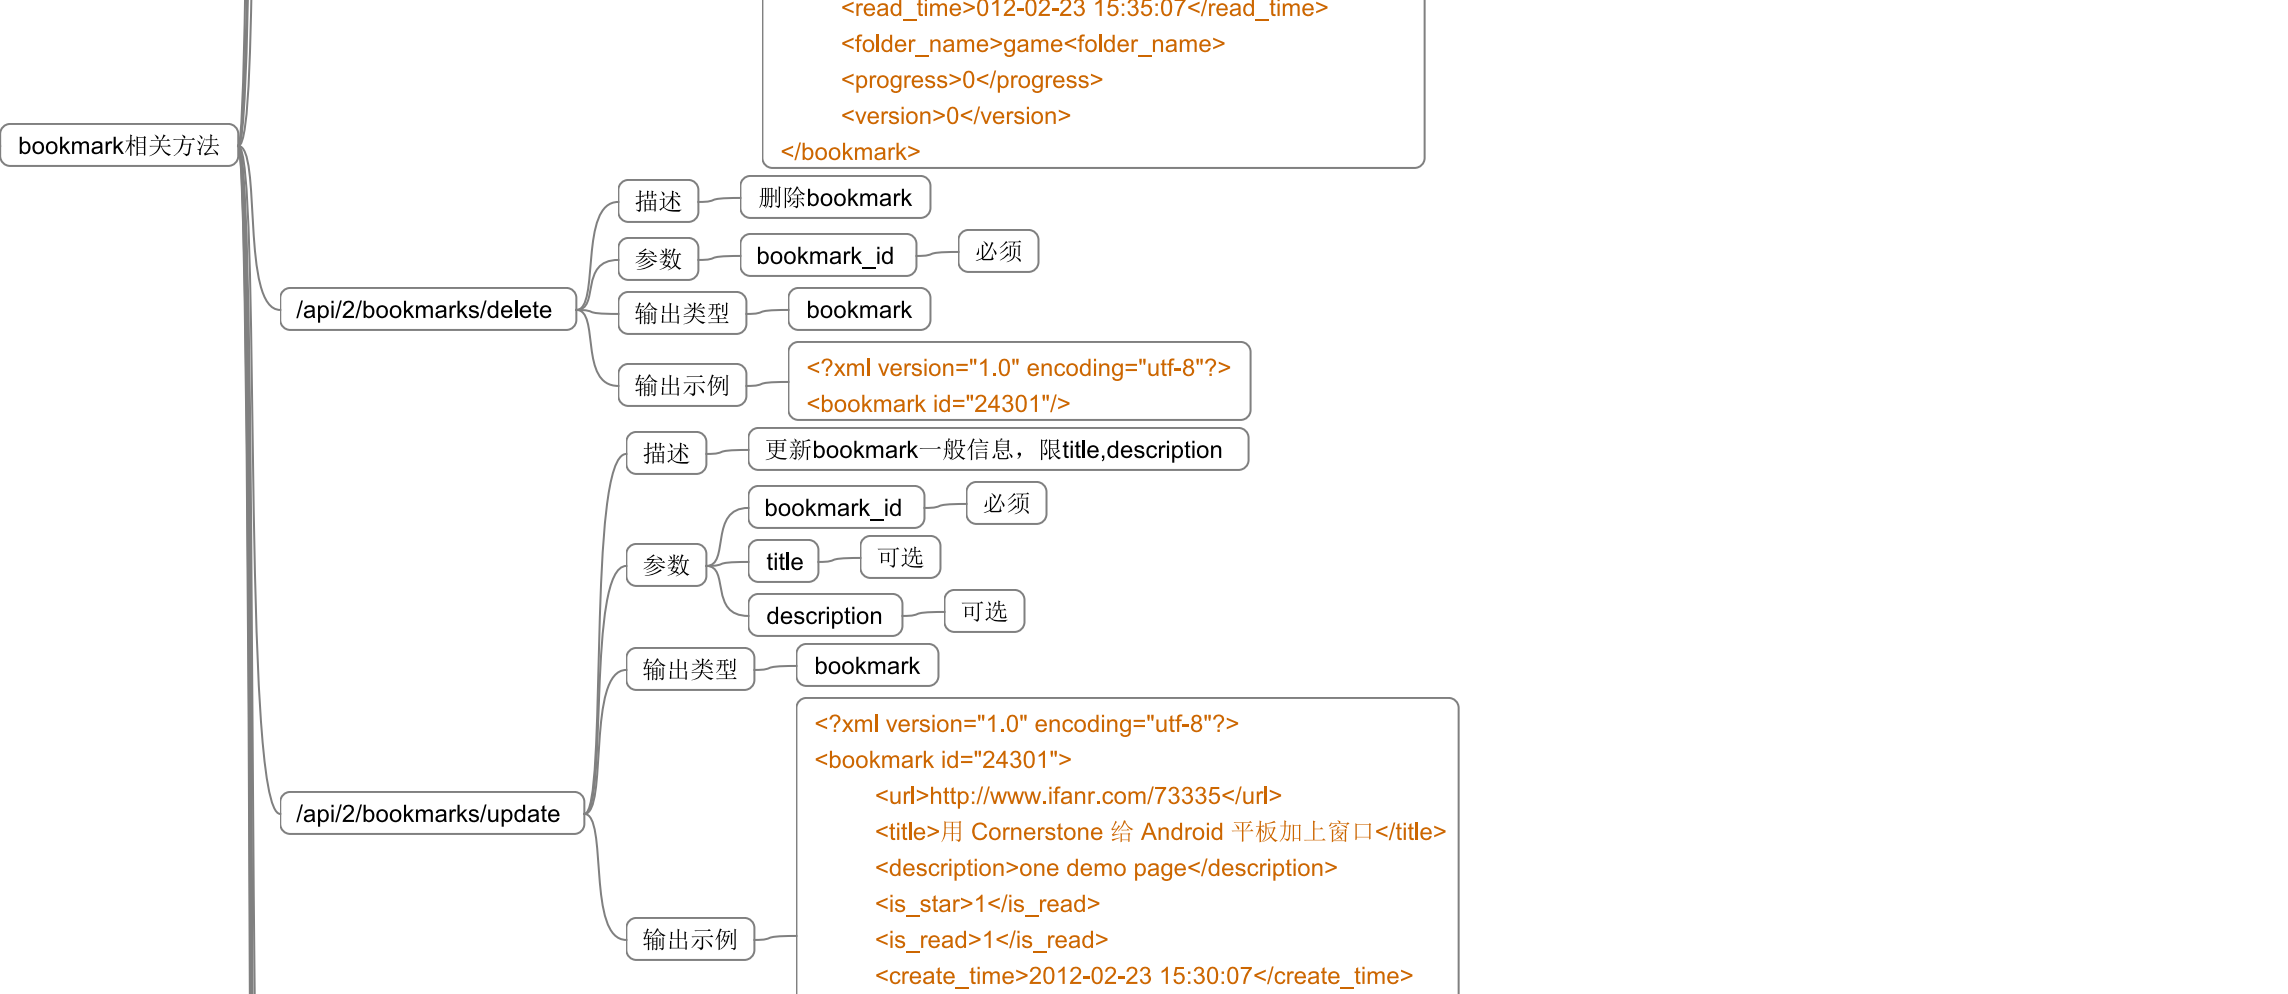 <read_time>012-02-23 15:35:07</read_time>
<folder_name>game<folder_name>
<progress>0</progress>
<version>0</version>
</bookmark>
bookmark相关方法
/api/2/bookmarks/delete
描述
删除bookmark
参数
bookmark_id
必须
输出类型
bookmark
输出示例
<?xml version="1.0" encoding="utf-8"?>
<bookmark id="24301"/>
/api/2/bookmarks/update
描述
更新bookmark一般信息，限title,description
参数
bookmark_id
必须
title
可选
description
可选
输出类型
bookmark
输出示例
<?xml version="1.0" encoding="utf-8"?>
<bookmark id="24301">
<url>http://www.ifanr.com/73335</url>
<title>用 Cornerstone 给 Android 平板加上窗口</title>
<description>one demo page</description>
<is_star>1</is_read>
<is_read>1</is_read>
<create_time>2012-02-23 15:30:07</create_time>